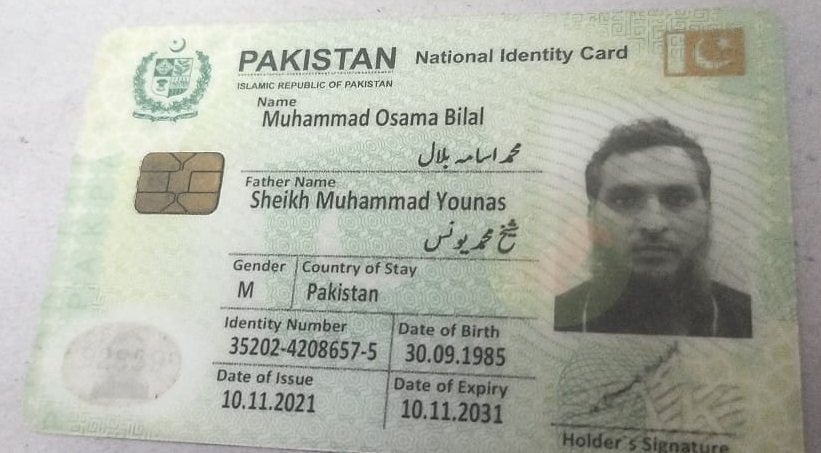 PAKISTAN National Identity Card
ISLAMIC REPUBLIC OF PAKISTAN
Name
Muhammad Osama Bilal
محمد اسامہ بلال
Father Name
Sheikh Muhammad Younas
شیخ محمد یونس
Gender Country of Stay
M Pakistan
Identity Number Date of Birth
35202-4208657-5 30.09.1985
Date of Issue Date of Expiry
10.11.2021 10.11.2031
Holder's Signature